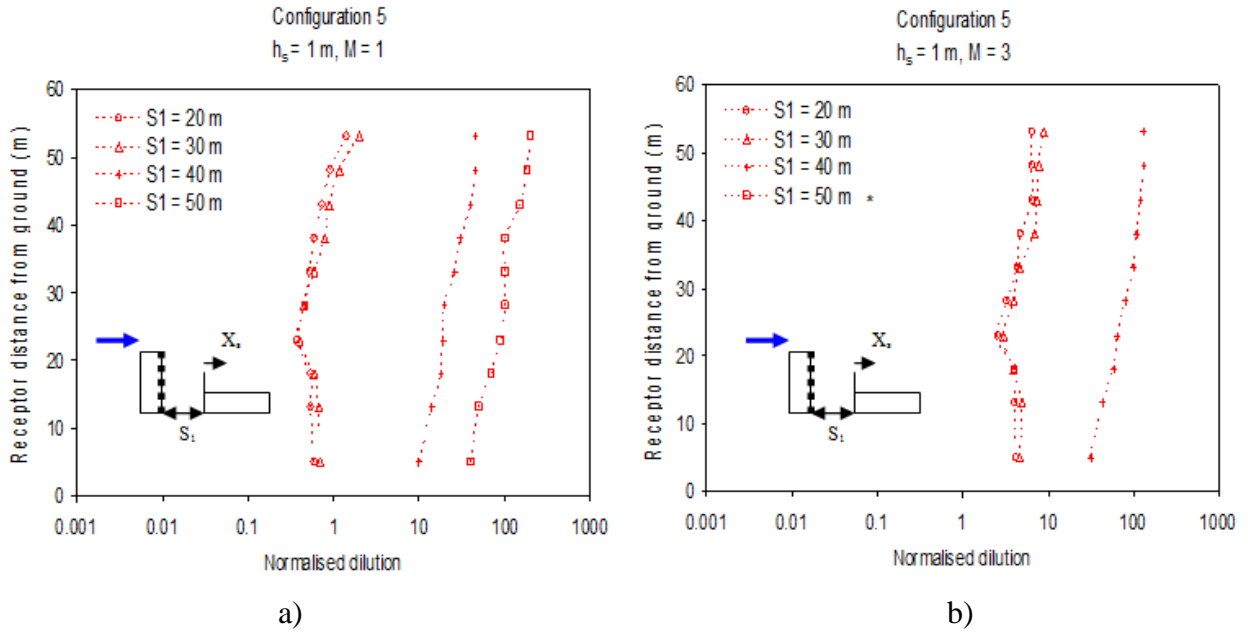 Configuration 5
hₛ = 1 m, M = 1
60
50
40
30
20
10
0
Receptor distance from ground (m)
S1 = 20 m
S1 = 30 m
S1 = 40 m
S1 = 50 m
Xₛ
S₁
0.001
0.01
0.1
1
10
100
1000
Normalised dilution
a)
Configuration 5
hₛ = 1 m, M = 3
60
50
40
30
20
10
0
Receptor distance from ground (m)
S1 = 20 m
S1 = 30 m
S1 = 40 m
S1 = 50 m *
Xₛ
S₁
0.001
0.01
0.1
1
10
100
1000
Normalised dilution
b)